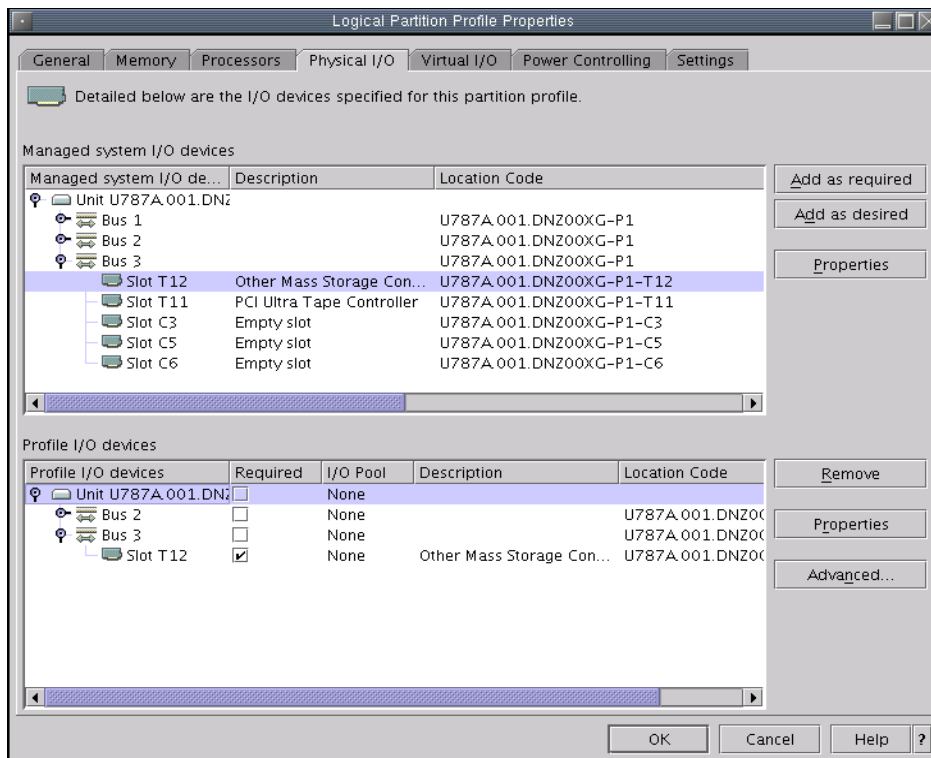 Logical Partition Profile Properties
General Memory Processors Physical I/O Virtual I/O Power Controlling Settings
Detailed below are the I/O devices specified for this partition profile.
Managed system I/O devices
Managed system I/O de... Description Location Code
Unit U787A.001.DNZ
Bus 1 U787A.001.DNZ00XG-P1
Bus 2 U787A.001.DNZ00XG-P1
Bus 3 U787A.001.DNZ00XG-P1
Slot T12 Other Mass Storage Con... U787A.001.DNZ00XG-P1-T12
Slot T11 PCI Ultra Tape Controller U787A.001.DNZ00XG-P1-T11
Slot C3 Empty slot U787A.001.DNZ00XG-P1-C3
Slot C5 Empty slot U787A.001.DNZ00XG-P1-C5
Slot C6 Empty slot U787A.001.DNZ00XG-P1-C6
Add as required
Add as desired
Properties
Profile I/O devices
Profile I/O devices Required I/O Pool Description Location Code
Unit U787A.001.DNZ None
Bus 2 None U787A.001.DNZ00
Bus 3 None U787A.001.DNZ00
Slot T12 None Other Mass Storage Con... U787A.001.DNZ00
Remove
Properties
Advanced...
OK Cancel Help ?